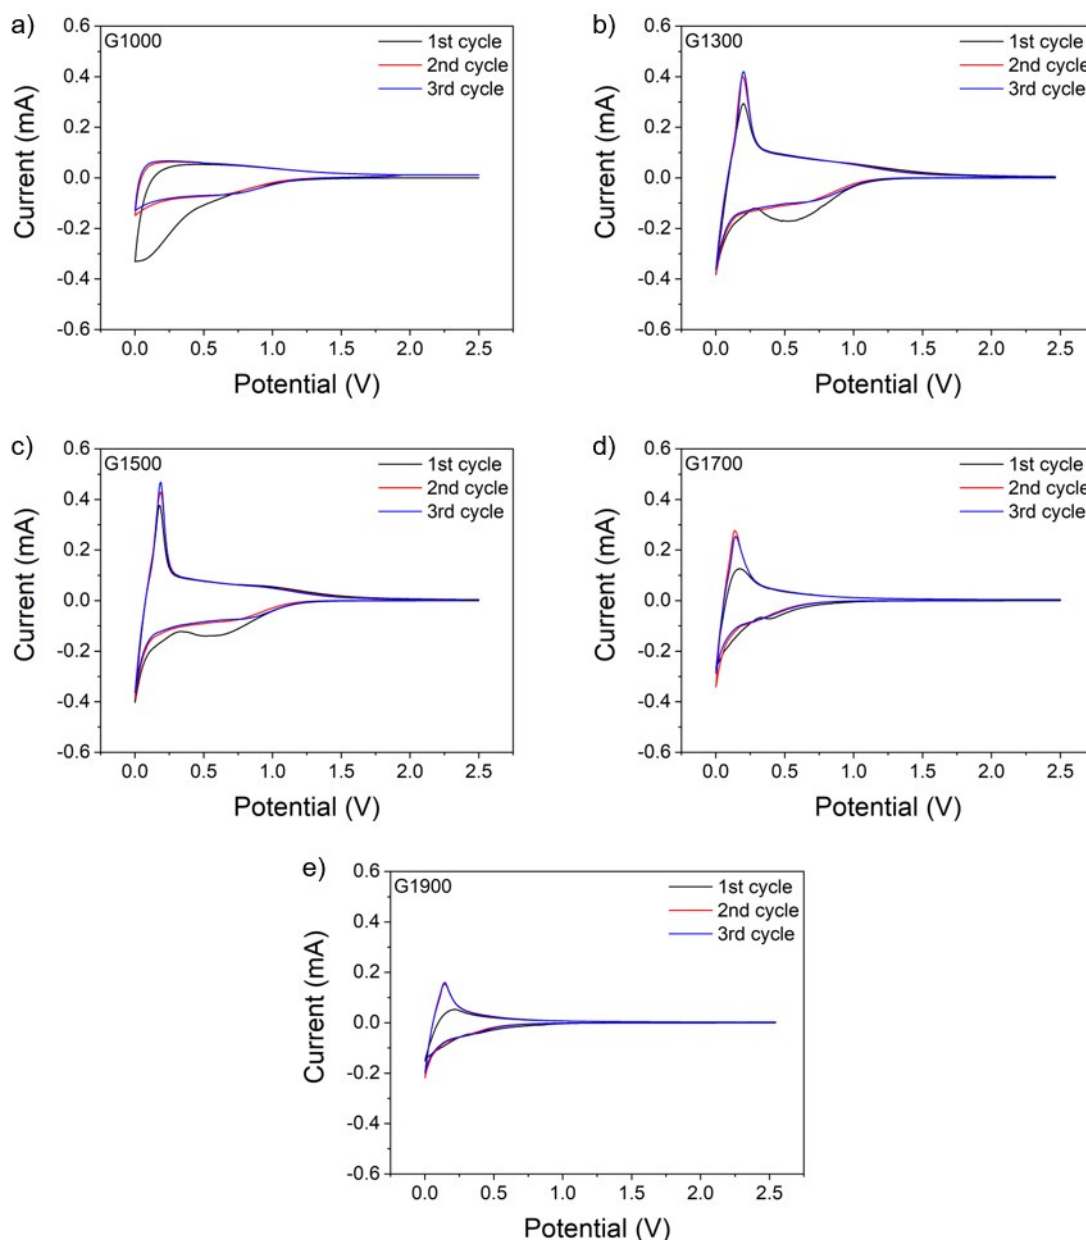 a)
G1000
1st cycle
2nd cycle
3rd cycle
0.6
0.4
0.2
0.0
-0.2
-0.4
-0.6
Current (mA)
0.0 0.5 1.0 1.5 2.0 2.5
Potential (V)
b)
G1300
1st cycle
2nd cycle
3rd cycle
0.6
0.4
0.2
0.0
-0.2
-0.4
-0.6
Current (mA)
0.0 0.5 1.0 1.5 2.0 2.5
Potential (V)
c)
G1500
1st cycle
2nd cycle
3rd cycle
0.6
0.4
0.2
0.0
-0.2
-0.4
-0.6
Current (mA)
0.0 0.5 1.0 1.5 2.0 2.5
Potential (V)
d)
G1700
1st cycle
2nd cycle
3rd cycle
0.6
0.4
0.2
0.0
-0.2
-0.4
-0.6
Current (mA)
0.0 0.5 1.0 1.5 2.0 2.5
Potential (V)
e)
G1900
1st cycle
2nd cycle
3rd cycle
0.6
0.4
0.2
0.0
-0.2
-0.4
-0.6
Current (mA)
0.0 0.5 1.0 1.5 2.0 2.5
Potential (V)